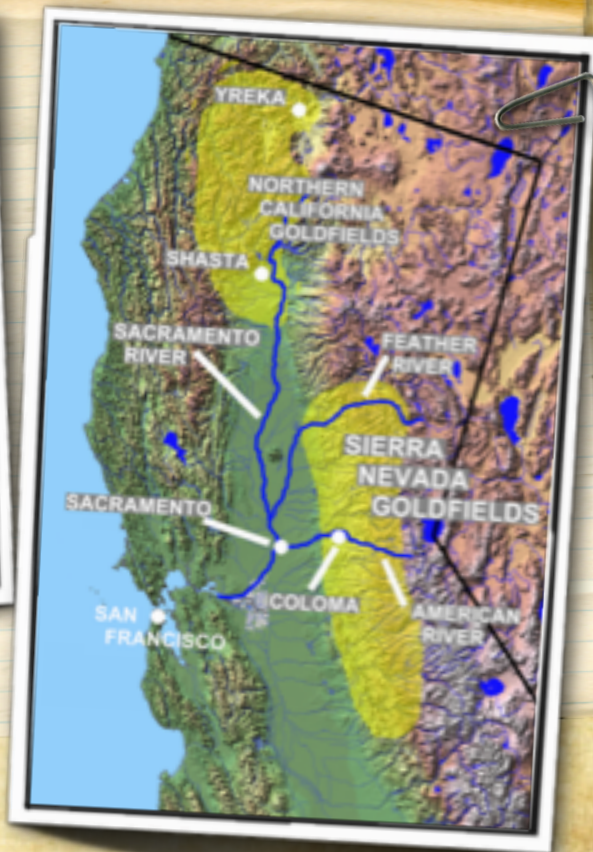 YREKA
NORTHERN
CALIFORNIA
GOLDFIELDS
SHASTA
SACRAMENTO
RIVER
FEATHER
RIVER
SIERRA
NEVADA
GOLDFIELDS
SACRAMENTO
COLOMA
AMERICAN
RIVER
SAN
FRANCISCO